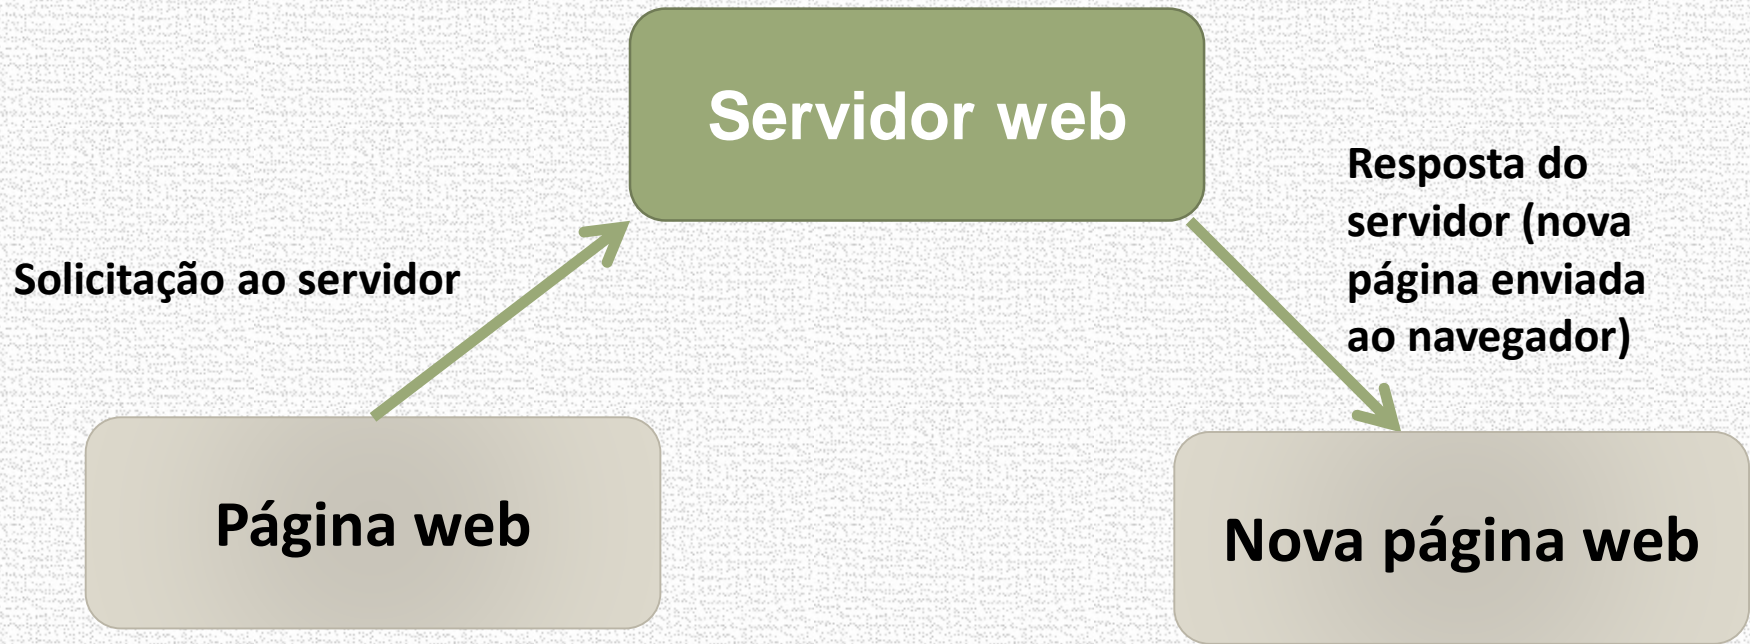 Servidor web
Resposta do
servidor (nova
página enviada
ao navegador)
Solicitação ao servidor
Página web
Nova página web